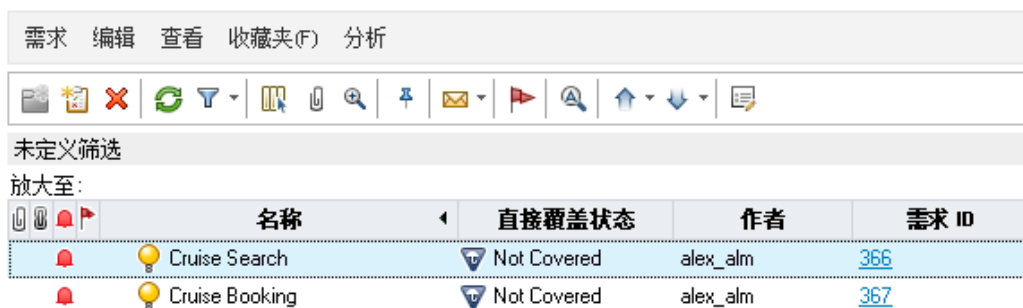 需求 编辑 查看 收藏夹(F) 分析
未定义筛选
放大至:
名称 直接覆盖状态 作者 需求 ID
Cruise Search Not Covered alex_alm 366
Cruise Booking Not Covered alex_alm 367